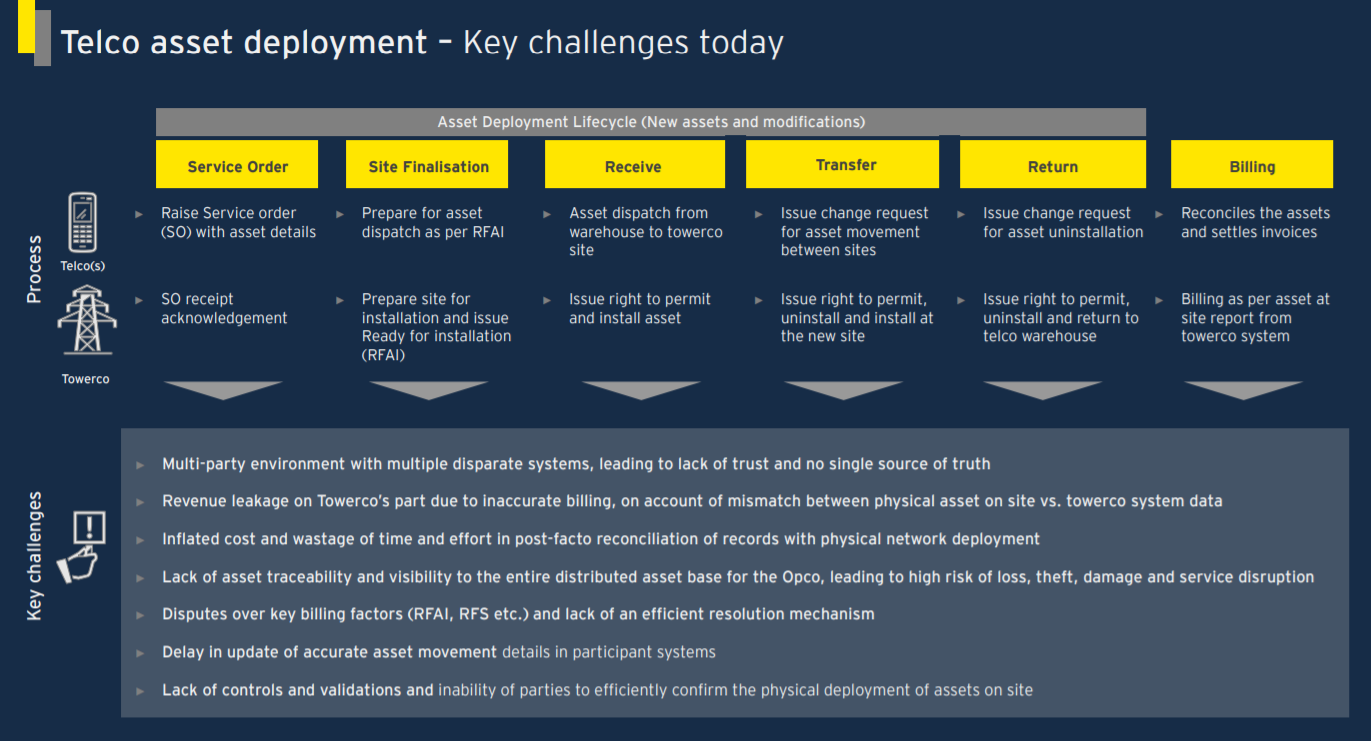 Telco asset deployment – Key challenges today
Asset Deployment Lifecycle (New assets and modifications)
Service Order
Site Finalisation
Receive
Transfer
Return
Billing
Process
Telco(s)
Raise Service order
(SO) with asset details
Prepare for asset
dispatch as per RFAI
Asset dispatch from
warehouse to towerco
site
Issue change request
for asset movement
between sites
Issue change request
for asset uninstallation
Reconciles the assets
and settles invoices
Towerco
SO receipt
acknowledgement
Prepare site for
installation and issue
Ready for installation
(RFAI)
Issue right to permit
and install asset
Issue right to permit,
uninstall and install at
the new site
Issue right to permit,
uninstall and return to
telco warehouse
Billing as per asset at
site report from
towerco system
Key challenges
Multi-party environment with multiple disparate systems, leading to lack of trust and no single source of truth
Revenue leakage on Towerco's part due to inaccurate billing, on account of mismatch between physical asset on site vs. towerco system data
Inflated cost and wastage of time and effort in post-facto reconciliation of records with physical network deployment
Lack of asset traceability and visibility to the entire distributed asset base for the Opco, leading to high risk of loss, theft, damage and service disruption
Disputes over key billing factors (RFAI, RFS etc.) and lack of an efficient resolution mechanism
Delay in update of accurate asset movement details in participant systems
Lack of controls and validations and inability of parties to efficiently confirm the physical deployment of assets on site